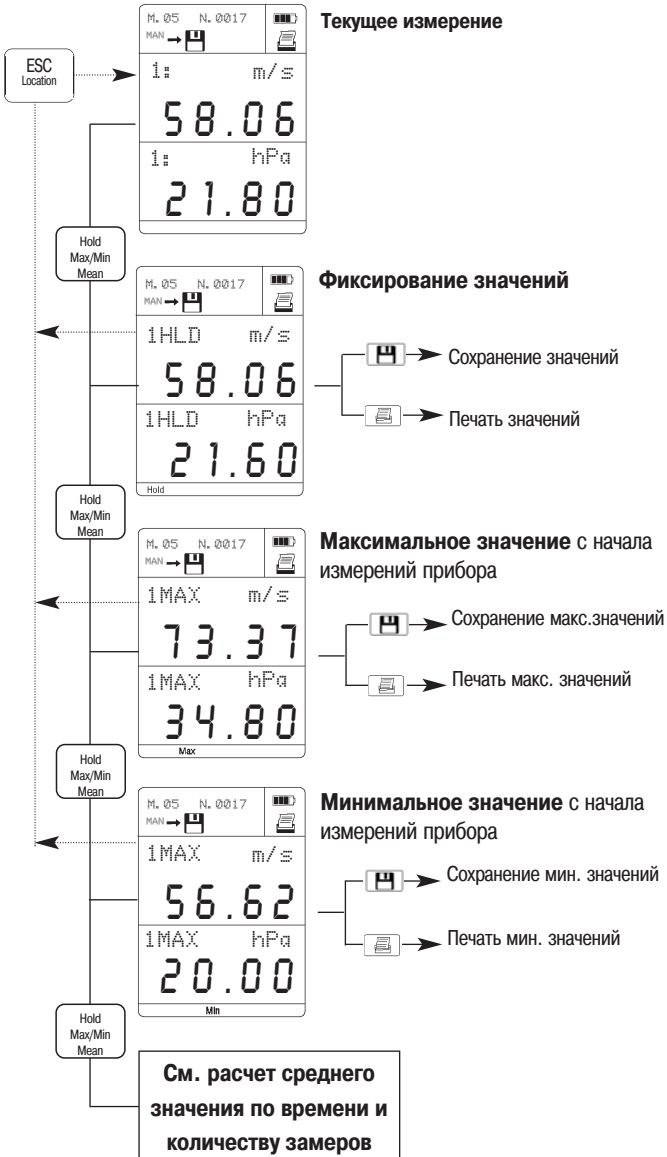 M. 05 N. 0017
MAN
Текущее измерение
ESC
Location
1: m/s
58.06
1: hPa
21.80
Hold
Max/Min
Mean
M. 05 N. 0017
MAN
Фиксирование значений
1HLD m/s
58.06
1HLD hPa
21.60
Hold
Сохранение значений
Печать значений
Hold
Max/Min
Mean
M. 05 N. 0017
MAN
Максимальное значение с начала
измерений прибора
1MAX m/s
73.37
1MAX hPa
34.80
Max
Сохранение макс.значений
Печать макс. значений
Hold
Max/Min
Mean
M. 05 N. 0017
MAN
Минимальное значение с начала
измерений прибора
1MAX m/s
56.62
1MAX hPa
20.00
Min
Сохранение мин. значений
Печать мин. значений
Hold
Max/Min
Mean
См. расчет среднего
значения по времени и
количеству замеров